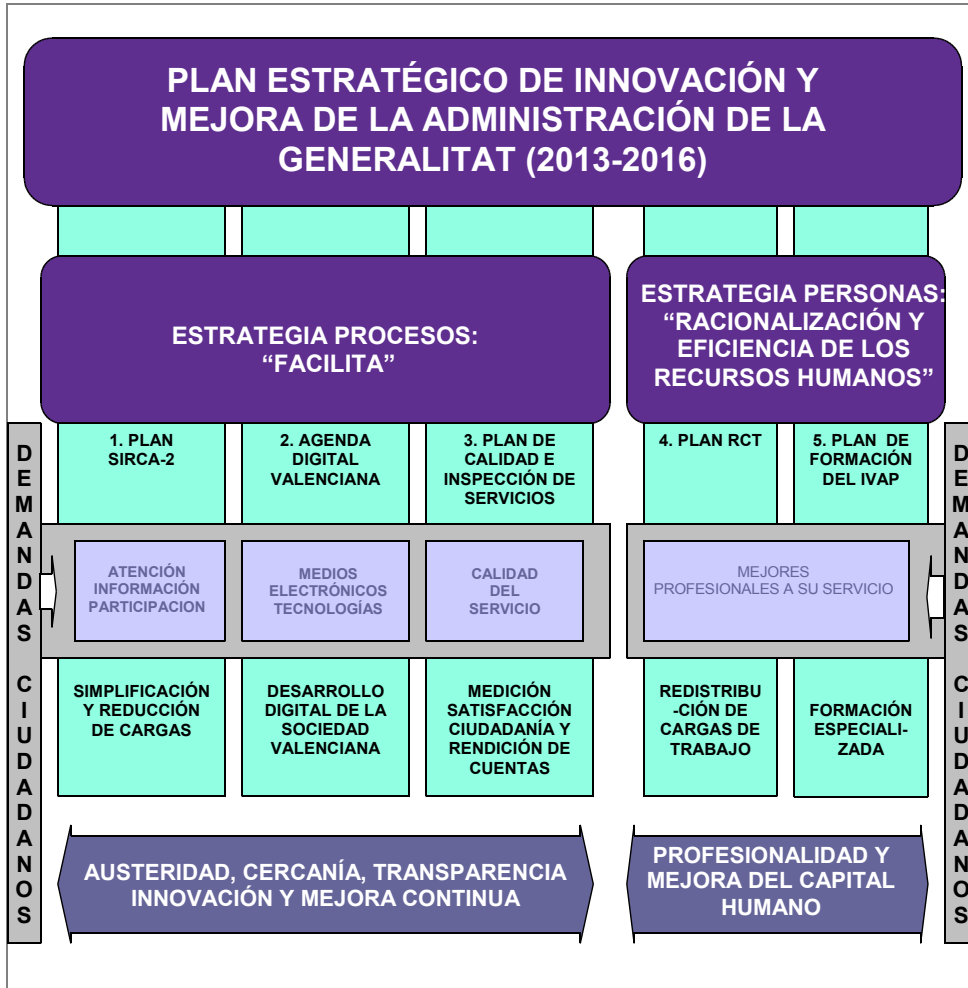 PLAN ESTRATÉGICO DE INNOVACIÓN Y
MEJORA DE LA ADMINISTRACIÓN DE LA
GENERALITAT (2013-2016)
ESTRATEGIA PROCESOS:
“FACILITA”
ESTRATEGIA PERSONAS:
“RACIONALIZACIÓN Y
EFICIENCIA DE LOS
RECURSOS HUMANOS”
DEMANDAS CIUDADANOS
1. PLAN
SIRCA-2
2. AGENDA
DIGITAL
VALENCIANA
3. PLAN DE
CALIDAD E
INSPECCIÓN DE
SERVICIOS
4. PLAN RCT
5. PLAN DE
FORMACIÓN
DEL IVAP
DEMANDAS CIUDADANOS
ATENCIÓN
INFORMACIÓN
PARTICIPACION
MEDIOS
ELECTRÓNICOS
TECNOLOGÍAS
CALIDAD
DEL
SERVICIO
MEJORES
PROFESIONALES A SU SERVICIO
SIMPLIFICACIÓN
Y REDUCCIÓN
DE CARGAS
DESARROLLO
DIGITAL DE LA
SOCIEDAD
VALENCIANA
MEDICIÓN
SATISFACCIÓN
CIUDADANÍA Y
RENDICIÓN DE
CUENTAS
REDISTRIBU
-CIÓN DE
CARGAS DE
TRABAJO
FORMACIÓN
ESPECIALI-
ZADA
AUSTERIDAD, CERCANÍA, TRANSPARENCIA
INNOVACIÓN Y MEJORA CONTINUA
PROFESIONALIDAD Y
MEJORA DEL CAPITAL
HUMANO